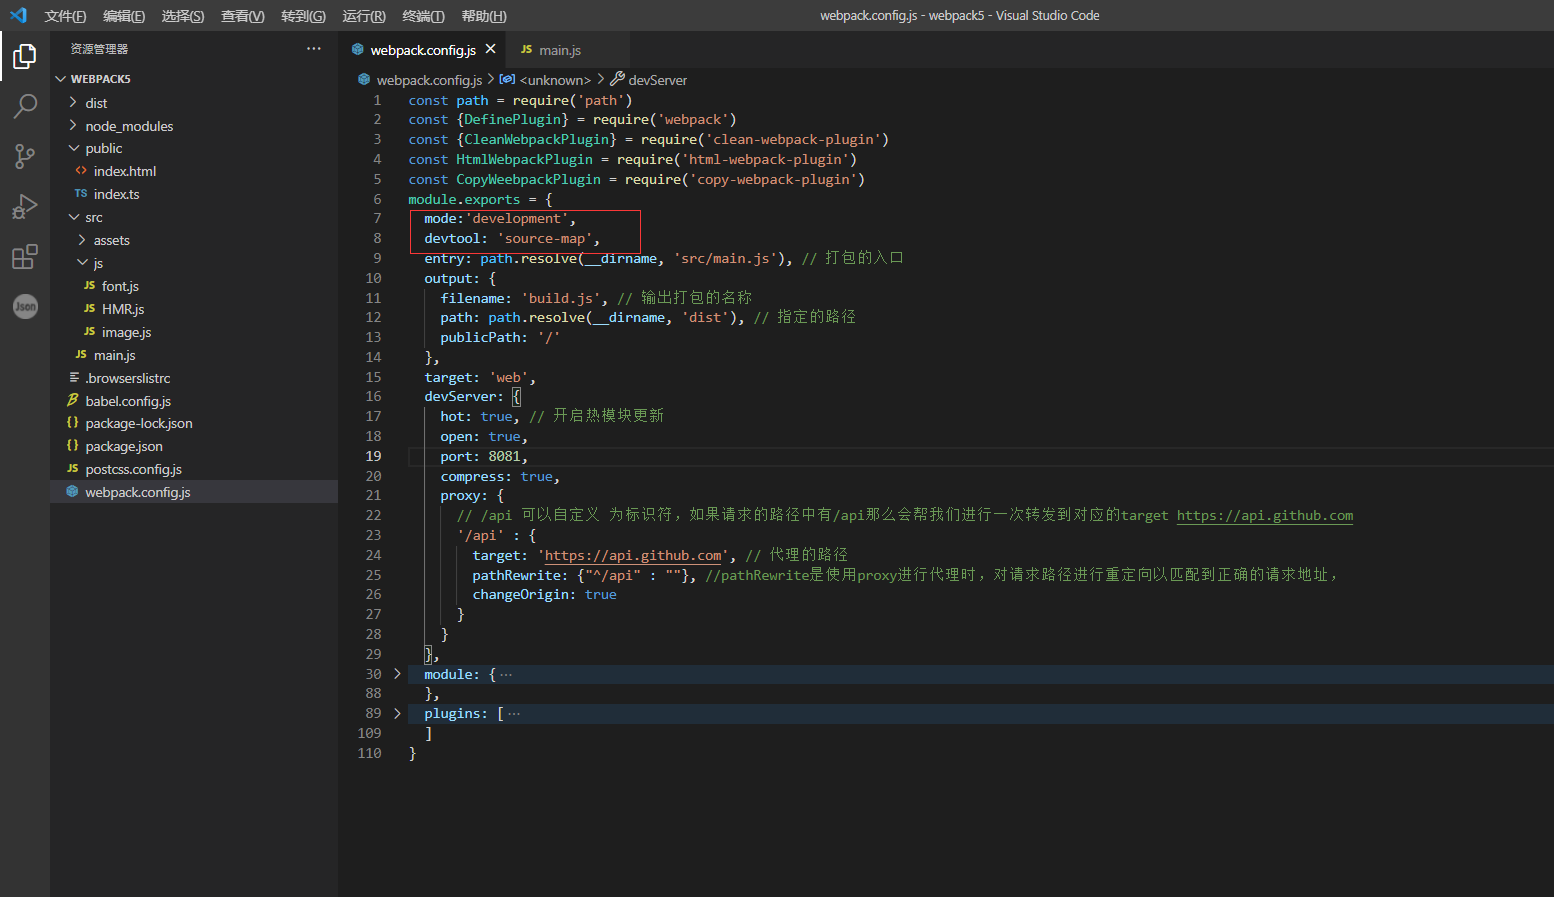 文件(F) 编辑(E) 选择(S) 查看(V) 转到(G) 运行(R) 终端(T) 帮助(H) webpack.config.js - webpack5 - Visual Studio Code
资源管理器 ···
WEBPACK5
dist
node_modules
public
<> index.html
TS index.ts
src
assets
js
JS font.js
JS HMR.js
JS image.js
JS main.js
.browserslistrc
babel.config.js
{} package-lock.json
{} package.json
JS postcss.config.js
webpack.config.js
Json
webpack.config.js × JS main.js
webpack.config.js > <unknown> > devServer
1 const path = require('path')
2 const {DefinePlugin} = require('webpack')
3 const {CleanWebpackPlugin} = require('clean-webpack-plugin')
4 const HtmlWebpackPlugin = require('html-webpack-plugin')
5 const CopyWeebpackPlugin = require('copy-webpack-plugin')
6 module.exports = {
7 mode:'development',
8 devtool: 'source-map',
9 entry: path.resolve(__dirname, 'src/main.js'), // 打包的入口
10 output: {
11 filename: 'build.js', // 输出打包的名称
12 path: path.resolve(__dirname, 'dist'), // 指定的路径
13 publicPath: '/'
14 },
15 target: 'web',
16 devServer: {
17 hot: true, // 开启热模块更新
18 open: true,
19 port: 8081,
20 compress: true,
21 proxy: {
22 // /api 可以自定义 为标识符，如果请求的路径中有/api那么会帮我们进行一次转发到对应的target https://api.github.com
23 '/api' : {
24 target: 'https://api.github.com', // 代理的路径
25 pathRewrite: {"^/api" : ""}, //pathRewrite是使用proxy进行代理时，对请求路径进行重定向以匹配到正确的请求地址，
26 changeOrigin: true
27 }
28 }
29 },
30 module: {···
88 },
89 plugins: [···
109 ]
110 }